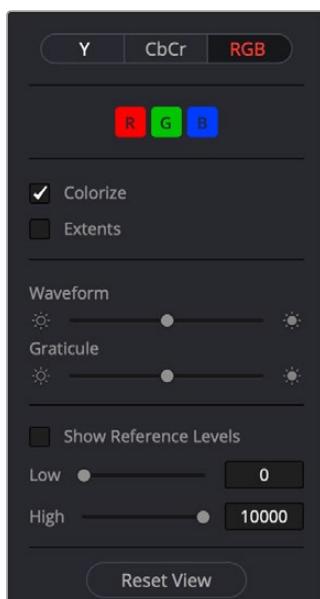 Y CbCr RGB
R G B
Colorize
Extents
Waveform
Graticule
Show Reference Levels
Low 0
High 10000
Reset View